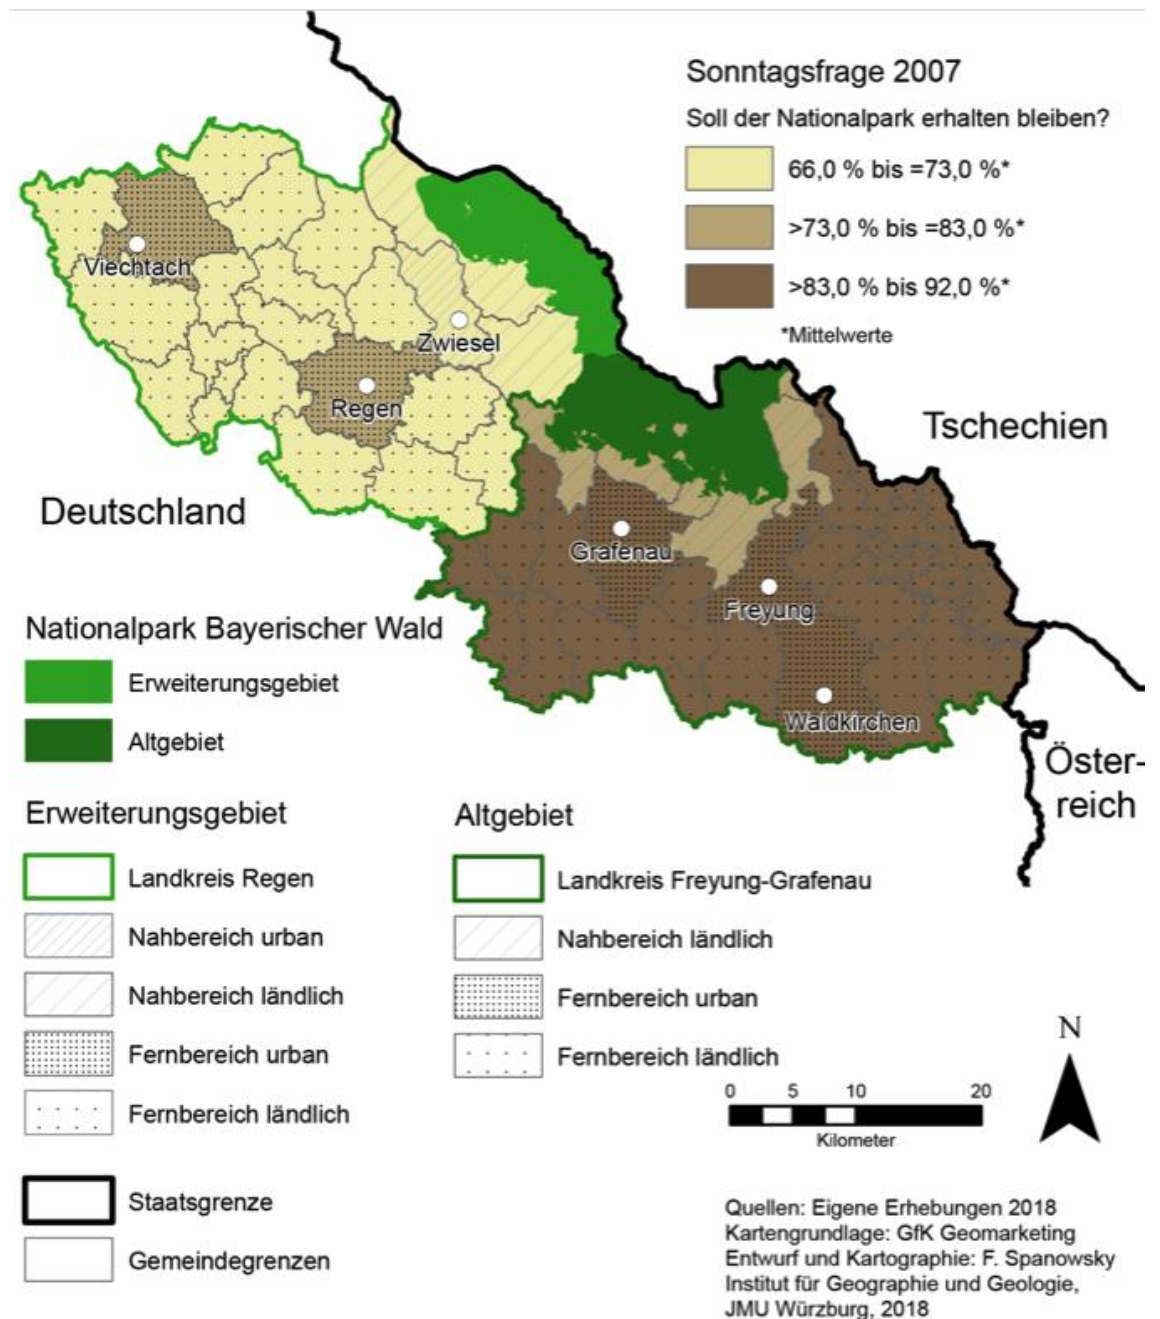 Sonntagsfrage 2007
Soll der Nationalpark erhalten bleiben?
66,0 % bis =73,0 %*
>73,0 % bis =83,0 %*
>83,0 % bis 92,0 %*
*Mittelwerte
Viechtach
Zwiesel
Regen
Tschechien
Deutschland
Grafenau
Freyung
Waldkirchen
Öster-
reich
Nationalpark Bayerischer Wald
Erweiterungsgebiet
Altgebiet
Erweiterungsgebiet
Landkreis Regen
Nahbereich urban
Nahbereich ländlich
Fernbereich urban
Fernbereich ländlich
Staatsgrenze
Gemeindegrenzen
Altgebiet
Landkreis Freyung-Grafenau
Nahbereich ländlich
Fernbereich urban
Fernbereich ländlich
N
0 5 10 20
Kilometer
Quellen: Eigene Erhebungen 2018
Kartengrundlage: GfK Geomarketing
Entwurf und Kartographie: F. Spanowsky
Institut für Geographie und Geologie,
JMU Würzburg, 2018